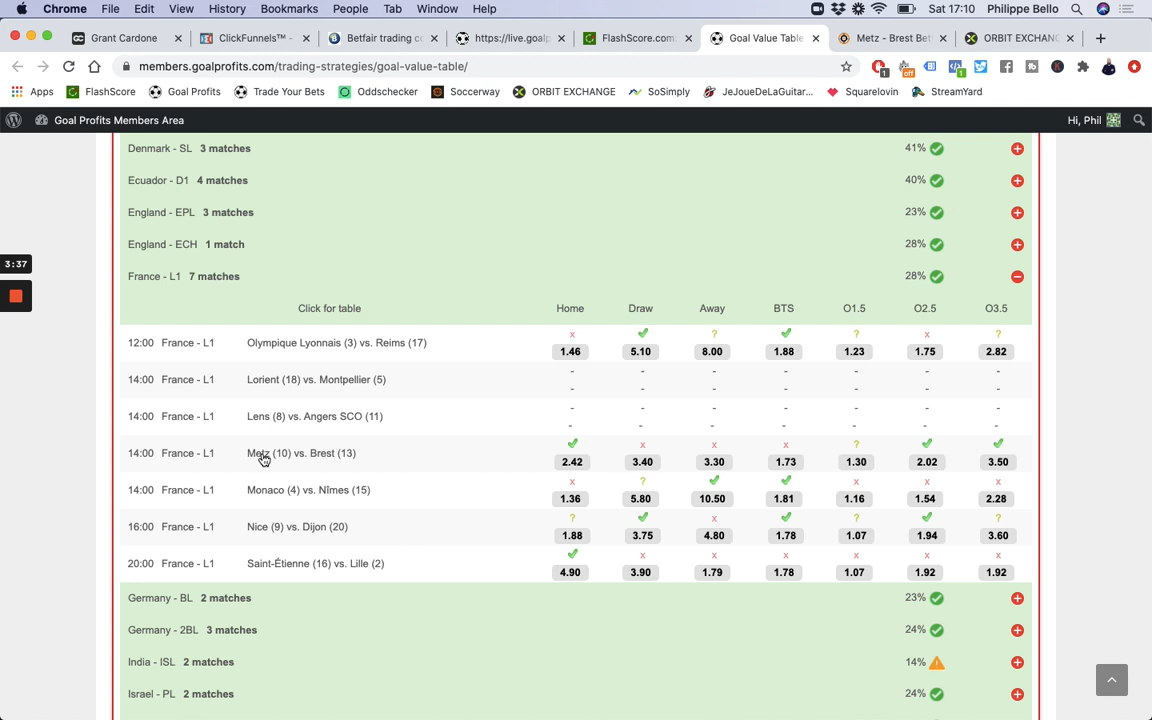 Chrome File Edit View History Bookmarks People Tab Window Help Sat 17:10 Philippe Bello
Grant Cardone ClickFunnels™ - Betfair trading co https://live.goalp FlashScore.com: Goal Value Table Metz - Brest Bet ORBIT EXCHANG
members.goalprofits.com/trading-strategies/goal-value-table/ 1 off 1
Apps FlashScore Goal Profits Trade Your Bets Oddschecker Soccerway ORBIT EXCHANGE SoSimply JeJoueDeLaGuitar... Squarelovin StreamYard
Goal Profits Members Area Hi, Phil
Denmark - SL 3 matches 41%
Ecuador - D1 4 matches 40%
England - EPL 3 matches 23%
England - ECH 1 match 28%
3:37
France - L1 7 matches 28%
Click for table Home Draw Away BTS O1.5 O2.5 O3.5
x ? ? x ?
12:00 France - L1 Olympique Lyonnais (3) vs. Reims (17)
1.46 5.10 8.00 1.88 1.23 1.75 2.82
- - - - - - -
14:00 France - L1 Lorient (18) vs. Montpellier (5)
- - - - - - -
- - - - - - -
14:00 France - L1 Lens (8) vs. Angers SCO (11)
- - - - - - -
x x x ?
14:00 France - L1 Metz (10) vs. Brest (13)
2.42 3.40 3.30 1.73 1.30 2.02 3.50
x ? x x x
14:00 France - L1 Monaco (4) vs. Nîmes (15)
1.36 5.80 10.50 1.81 1.16 1.54 2.28
? x ? ?
16:00 France - L1 Nice (9) vs. Dijon (20)
1.88 3.75 4.80 1.78 1.07 1.94 3.60
x x x x x x
20:00 France - L1 Saint-Étienne (16) vs. Lille (2)
4.90 3.90 1.79 1.78 1.07 1.92 1.92
Germany - BL 2 matches 23%
Germany - 2BL 3 matches 24%
India - ISL 2 matches 14%
Israel - PL 2 matches 24%